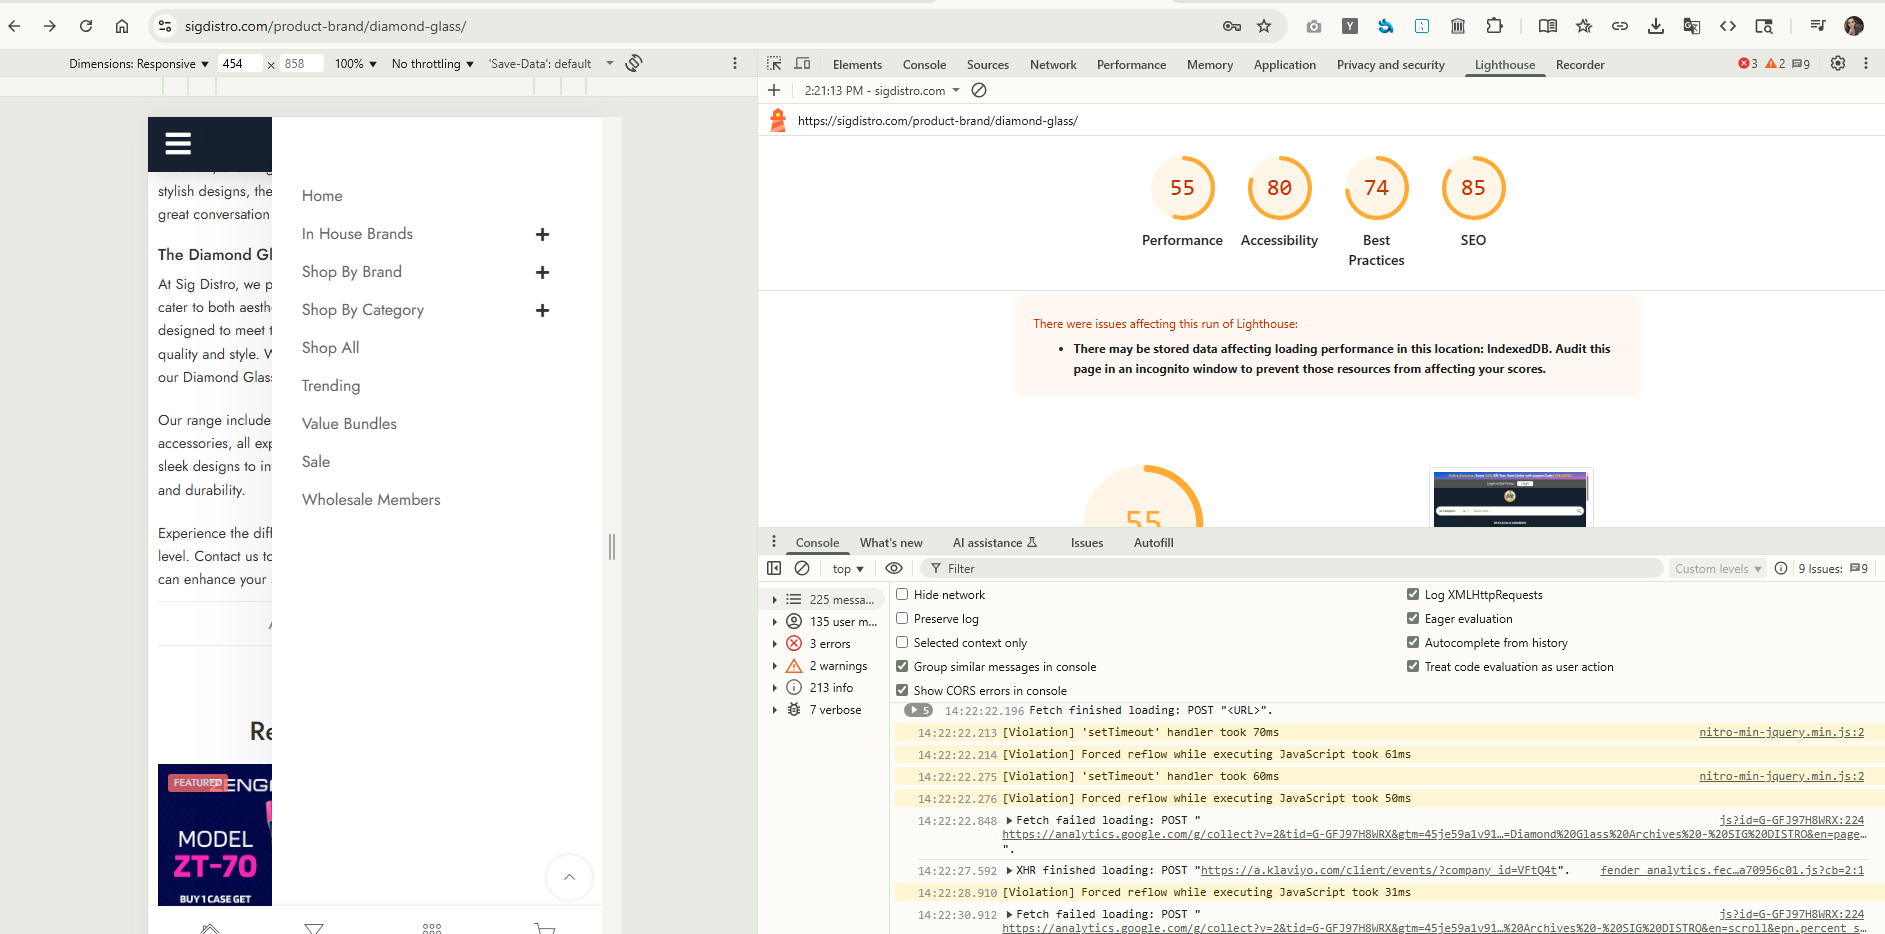 sigdistro.com/product-brand/diamond-glass/
Dimensions: Responsive ▼ 454 × 858 100% ▼ No throttling ▼ 'Save-Data': default
Elements Console Sources Network Performance Memory Application Privacy and security Lighthouse Recorder 3 2 9
2:21:13 PM - sigdistro.com
https://sigdistro.com/product-brand/diamond-glass/
stylish designs, the
great conversation
The Diamond Gl
At Sig Distro, we p
cater to both aesth
designed to meet t
quality and style. W
our Diamond Glass
Our range includes
accessories, all exp
sleek designs to in
and durability.
Experience the diff
level. Contact us to
can enhance your
Re
FEATURED
ZENG
MODEL
ZT-70
BUY 1 CASE GET
Home
In House Brands +
Shop By Brand +
Shop By Category +
Shop All
Trending
Value Bundles
Sale
Wholesale Members
55 80 74 85
Performance Accessibility Best Practices SEO
There were issues affecting this run of Lighthouse:
• There may be stored data affecting loading performance in this location: IndexedDB. Audit this
page in an incognito window to prevent those resources from affecting your scores.
55
Console What's new AI assistance Issues Autofill
top ▼ Filter Custom levels ▼ 9 Issues: 9
225 messa...
135 user m...
3 errors
2 warnings
213 info
7 verbose
Hide network Log XMLHttpRequests
Preserve log Eager evaluation
Selected context only Autocomplete from history
Group similar messages in console Treat code evaluation as user action
Show CORS errors in console
5 14:22:22.196 Fetch finished loading: POST "<URL>".
14:22:22.213 [Violation] 'setTimeout' handler took 70ms nitro-min-jquery.min.js:2
14:22:22.214 [Violation] Forced reflow while executing JavaScript took 61ms
14:22:22.275 [Violation] 'setTimeout' handler took 60ms nitro-min-jquery.min.js:2
14:22:22.276 [Violation] Forced reflow while executing JavaScript took 50ms
14:22:22.848 ▶Fetch failed loading: POST " js?id=G-GFJ97H8WRX:224
https://analytics.google.com/g/collect?v=2&tid=G-GFJ97H8WRX&gtm=45je59a1v91…=Diamond%20Glass%20Archives%20-%20SIG%20DISTRO&en=page…
".
14:22:27.592 ▶XHR finished loading: POST "https://a.klaviyo.com/client/events/?company_id=VFtQ4t". fender_analytics.fec…a70956c01.js?cb=2:1
14:22:28.910 [Violation] Forced reflow while executing JavaScript took 31ms
14:22:30.912 ▶Fetch failed loading: POST " js?id=G-GFJ97H8WRX:224
https://analytics.google.com/g/collect?v=2&tid=G-GFJ97H8WRX&gtm=45je59a1v91…%20Archives%20-%20SIG%20DISTRO&en=scroll&epn.percent_s…